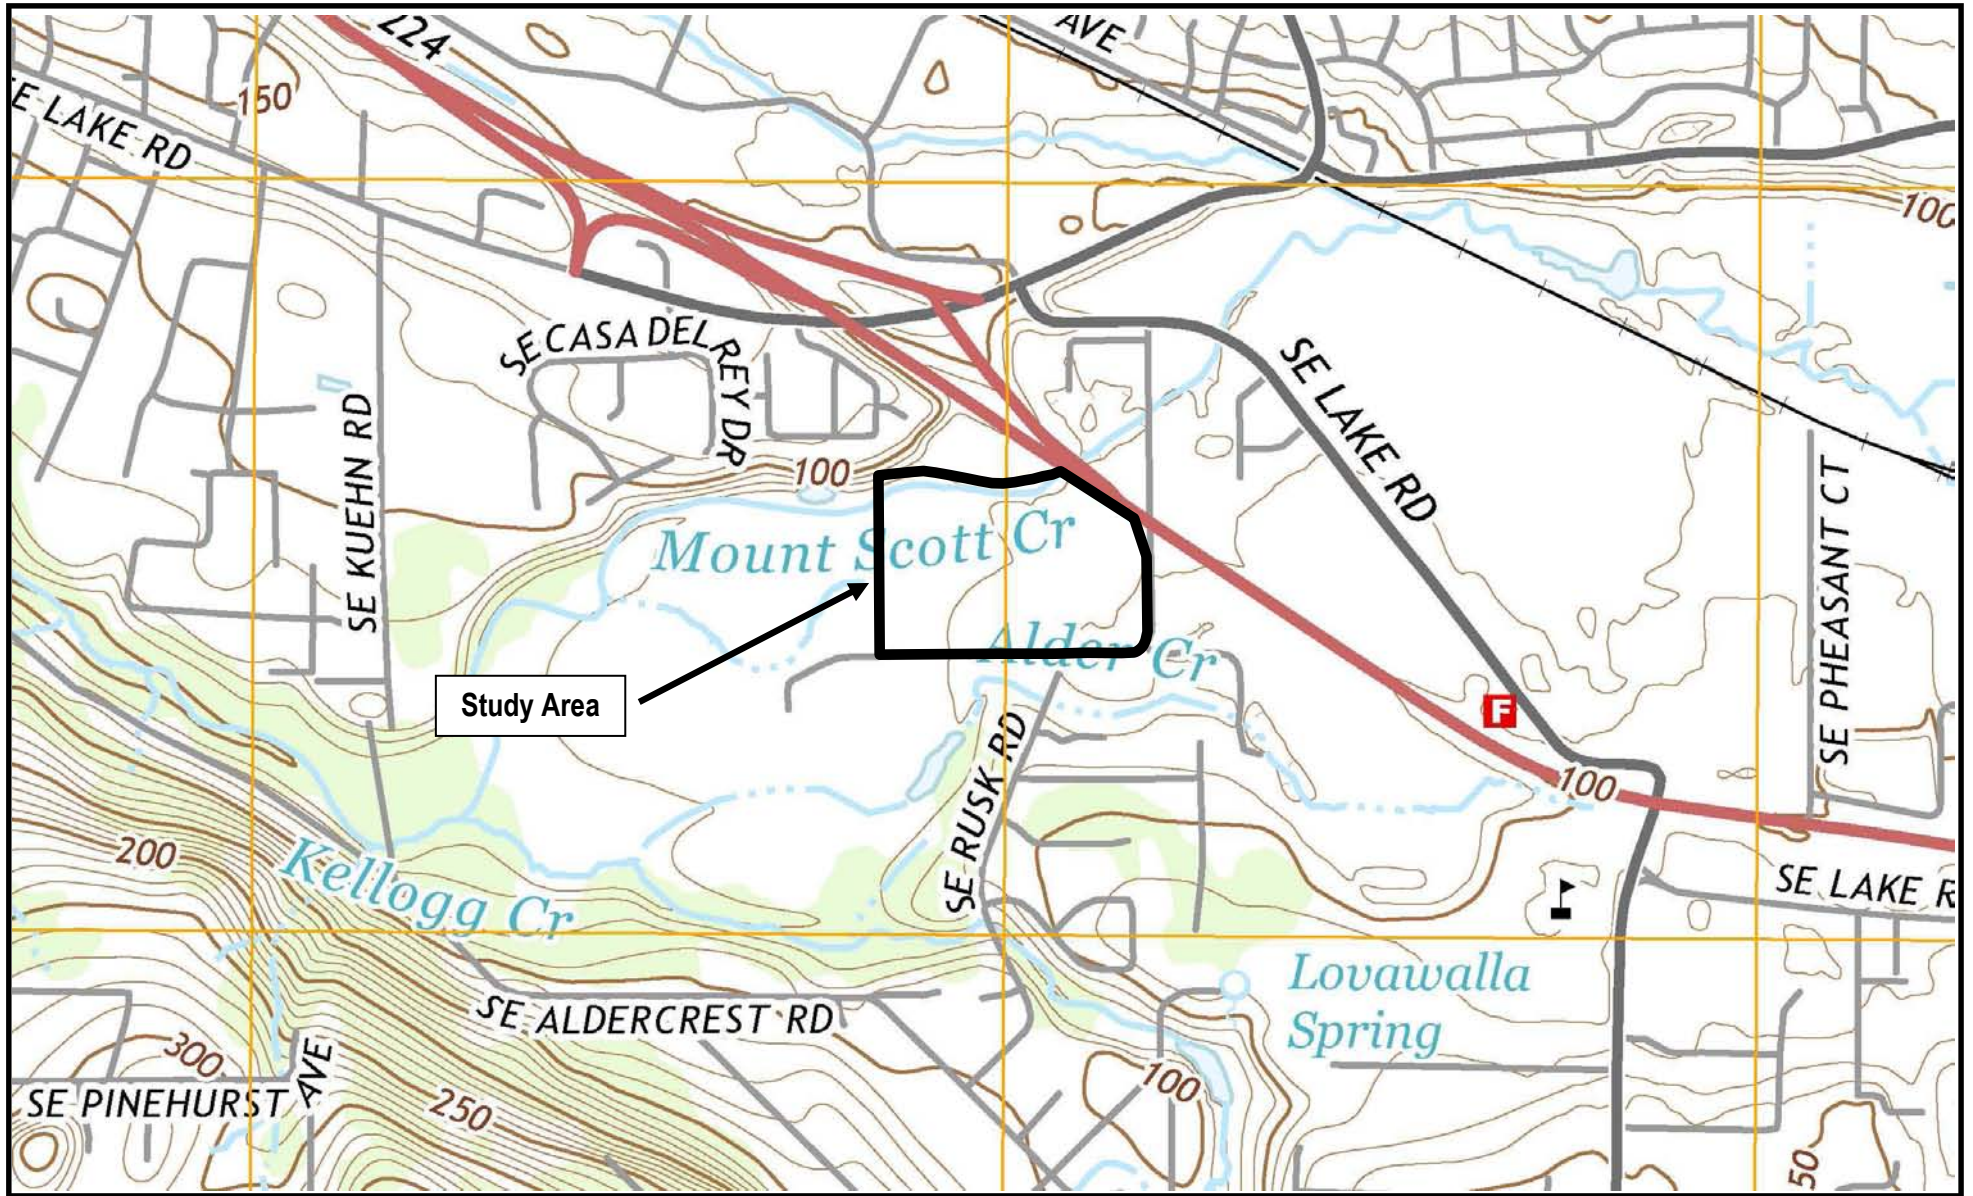 224
AVE
150
E LAKE RD
100
SE CASA DEL REY DR
SE LAKE RD
SE KUEHN RD
100
Mount Scott Cr
SE PHEASANT CT
Alder Cr
Study Area
F
SE RUSK RD
100
200
Kellogg Cr
SE LAKE R
Lovawalla
Spring
SE ALDERCREST RD
300
AVE
100
SE PINEHURST
250
50